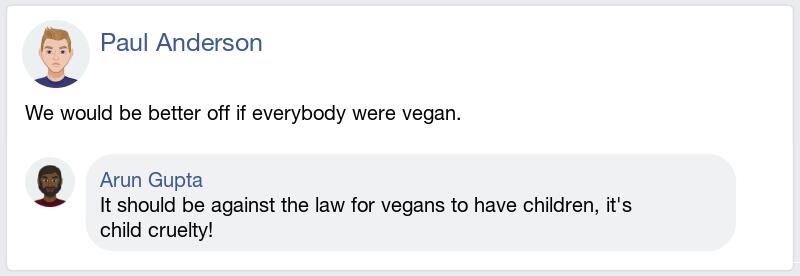 Paul Anderson
We would be better off if everybody were vegan.
Arun Gupta
It should be against the law for vegans to have children, it's
child cruelty!